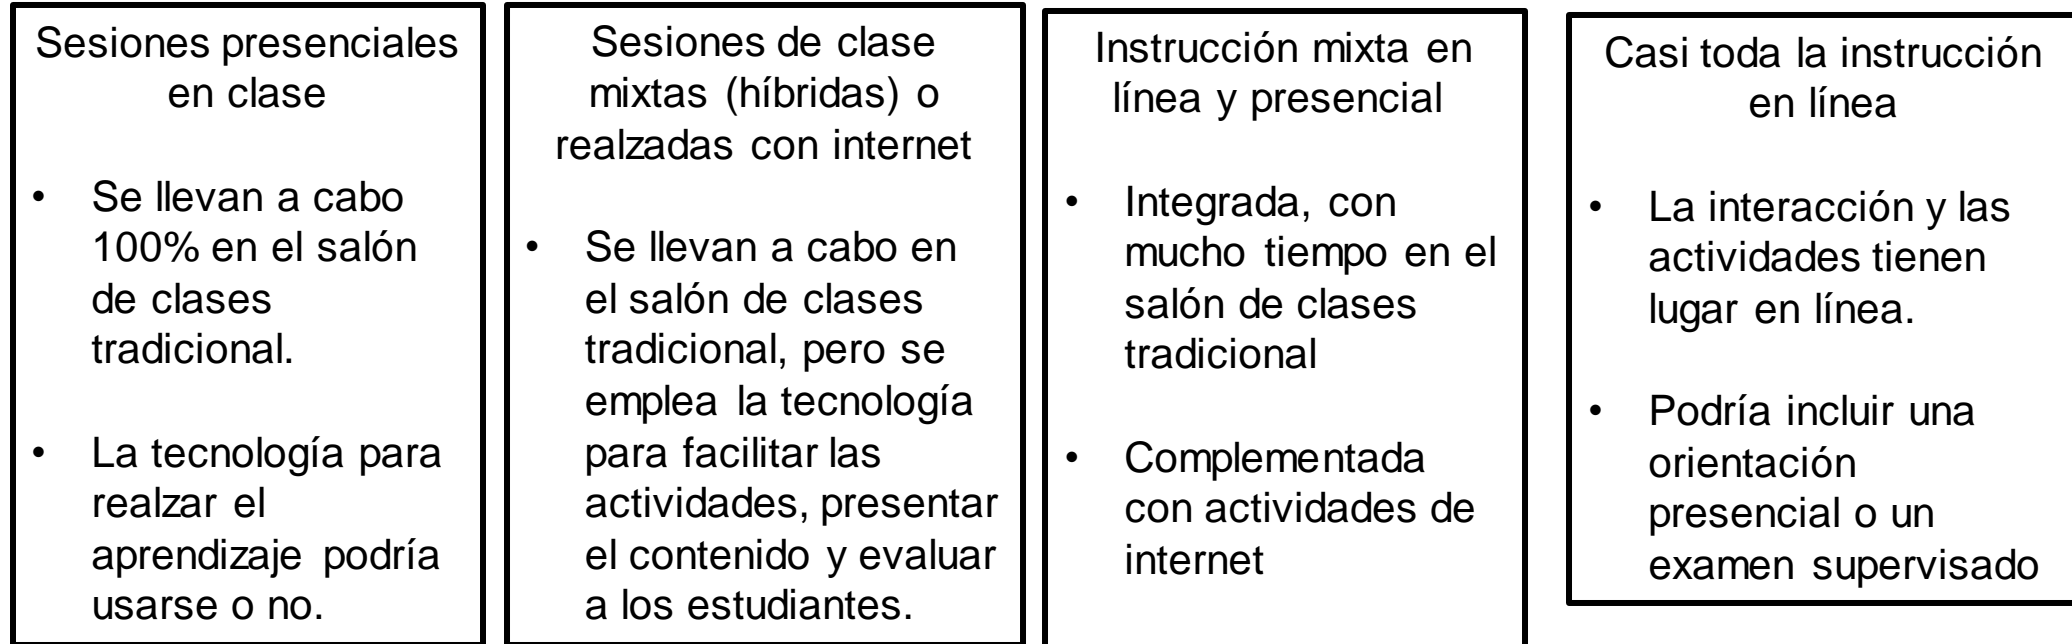 Sesiones presenciales
en clase
• Se llevan a cabo
100% en el salón
de clases
tradicional.
• La tecnología para
realzar el
aprendizaje podría
usarse o no.
Sesiones de clase
mixtas (híbridas) o
realzadas con internet
• Se llevan a cabo en
el salón de clases
tradicional, pero se
emplea la tecnología
para facilitar las
actividades, presentar
el contenido y evaluar
a los estudiantes.
Instrucción mixta en
línea y presencial
• Integrada, con
mucho tiempo en el
salón de clases
tradicional
• Complementada
con actividades de
internet
Casi toda la instrucción
en línea
• La interacción y las
actividades tienen
lugar en línea.
• Podría incluir una
orientación
presencial o un
examen supervisado